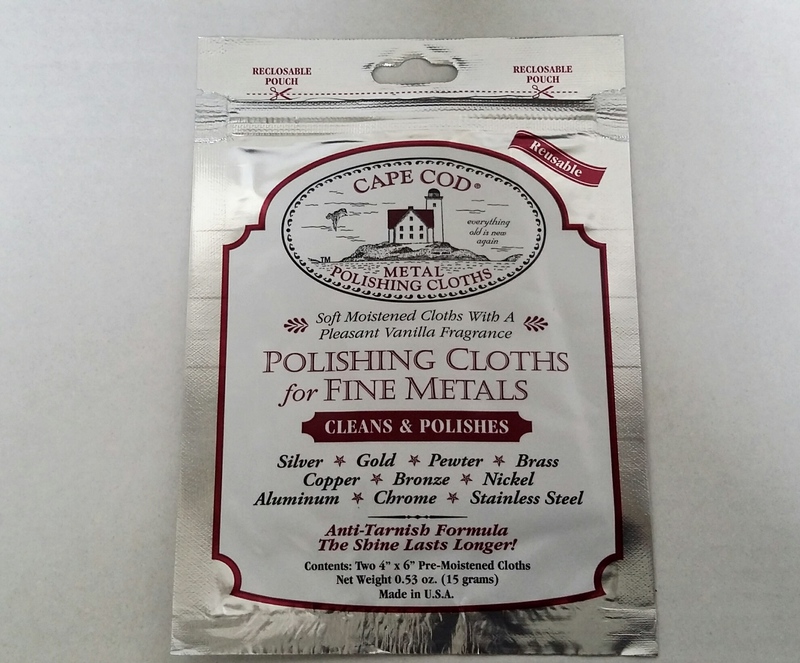 RECLOSABLE
POUCH
RECLOSABLE
POUCH
Reusable
CAPE COD®
everything
old is new
again
TM
METAL
POLISHING CLOTHS
Soft Moistened Cloths With A
Pleasant Vanilla Fragrance
POLISHING CLOTHS
for FINE METALS
CLEANS & POLISHES
Silver ★ Gold ★ Pewter ★ Brass
Copper ★ Bronze ★ Nickel
Aluminum ★ Chrome ★ Stainless Steel
Anti-Tarnish Formula
The Shine Lasts Longer!
Contents: Two 4" x 6" Pre-Moistened Cloths
Net Weight 0.53 oz. (15 grams)
Made in U.S.A.